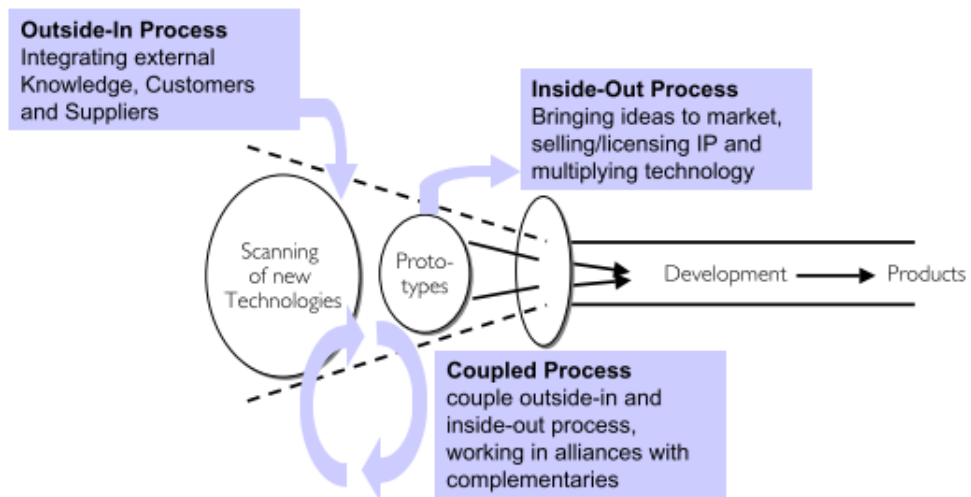 Outside-In Process
Integrating external
Knowledge, Customers
and Suppliers
Inside-Out Process
Bringing ideas to market,
selling/licensing IP and
multiplying technology
Scanning
of new
Technologies
Proto-
types
Development
Products
Coupled Process
couple outside-in and
inside-out process,
working in alliances with
complementaries